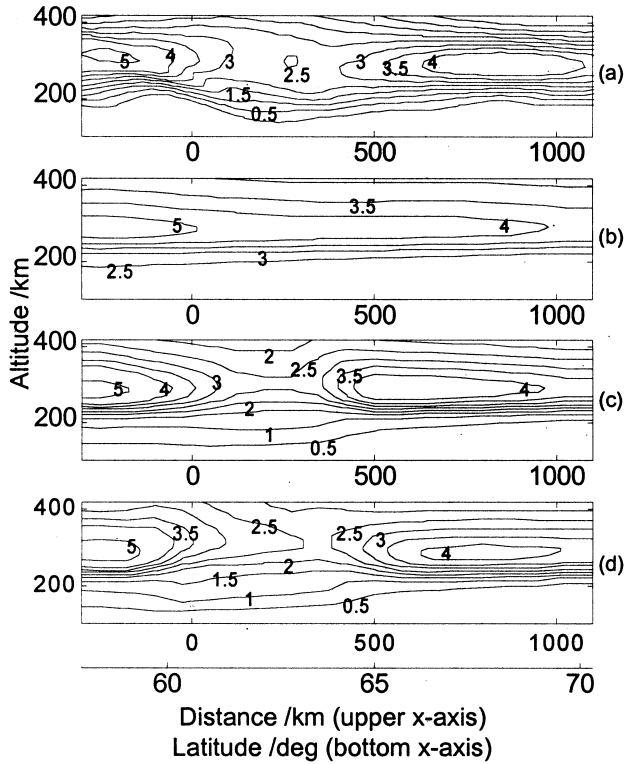 400
5 4 3 2.5 4 3.5 4
(a)
200
1.5
0.5
0 500 1000
400
3.5
5 4
(b)
200
3
2.5
0 500 1000
Altitude /km
400
2
2.5
3.5
5 4 3 4
(c)
2
200
1
0.5
0 500 1000
400
2.5
3.5 2.5
3
5 4
(d)
2
200 1.5
1
0.5
0 500 1000
60 65 70
Distance /km (upper x-axis)
Latitude /deg (bottom x-axis)